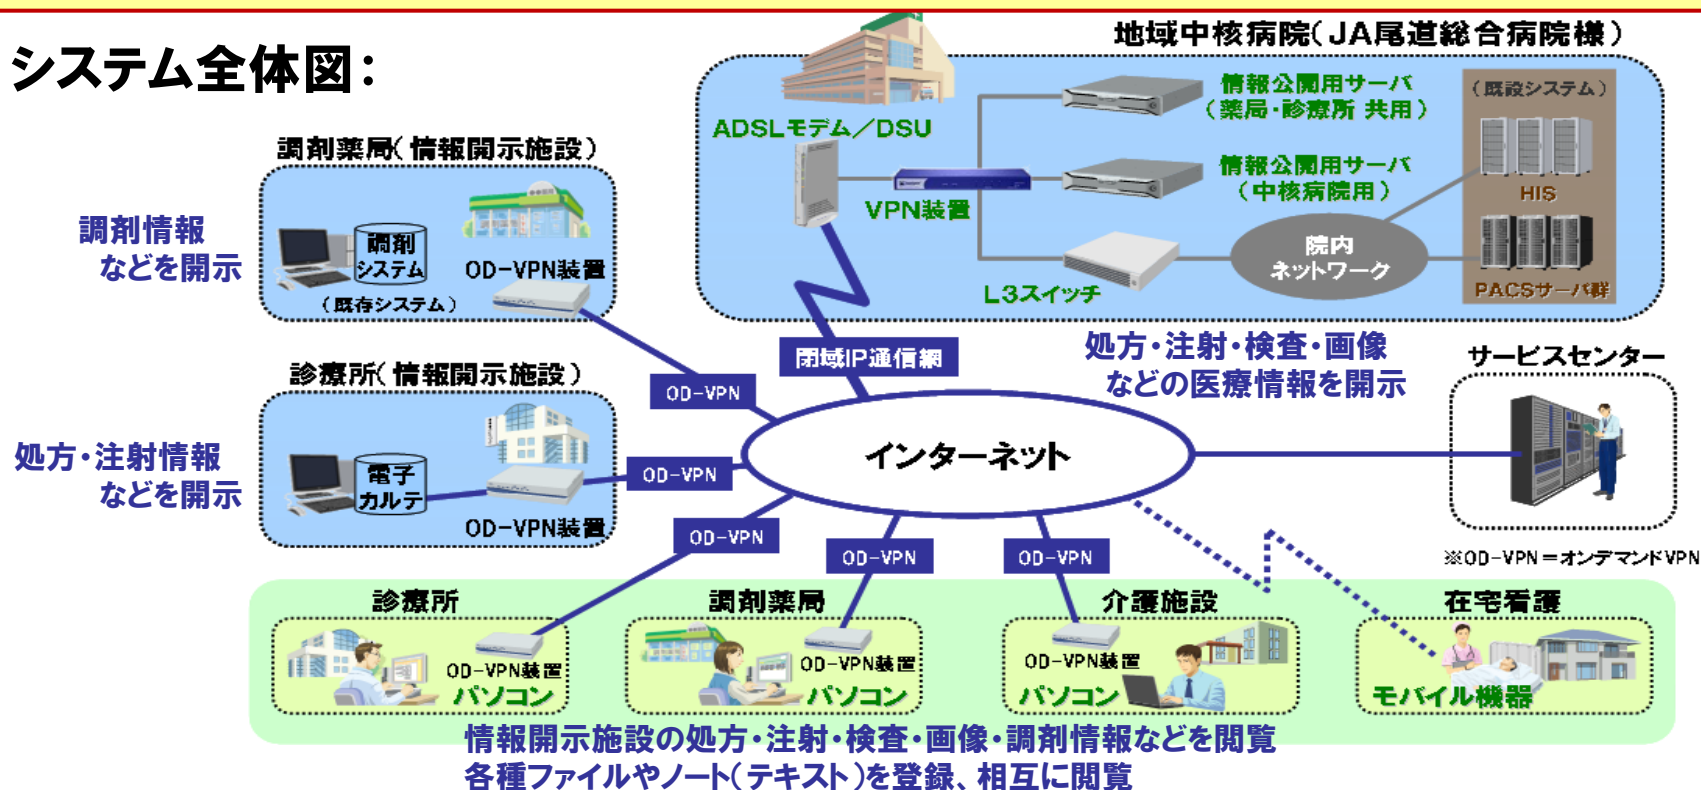 システム全体図：
地域中核病院（JA尾道総合病院様）
ADSLモデム／DSU
VPN装置
情報公開用サーバ
（薬局・診療所 共用）
情報公開用サーバ
（中核病院用）
L3スイッチ
院内
ネットワーク
（既設システム）
HIS
PACSサーバ群
調剤薬局（情報開示施設）
調剤情報
などを開示
調剤
システム
（既存システム）
OD-VPN装置
OD-VPN
閉域IP通信網
処方・注射・検査・画像
などの医療情報を開示
サービスセンター
診療所（情報開示施設）
処方・注射情報
などを開示
電子
カルテ
OD-VPN装置
OD-VPN
インターネット
※OD-VPN＝オンデマンドVPN
OD-VPN
OD-VPN
OD-VPN
診療所
OD-VPN装置
パソコン
調剤薬局
OD-VPN装置
パソコン
介護施設
OD-VPN装置
パソコン
在宅看護
モバイル機器
情報開示施設の処方・注射・検査・画像・調剤情報などを閲覧
各種ファイルやノート（テキスト）を登録、相互に閲覧